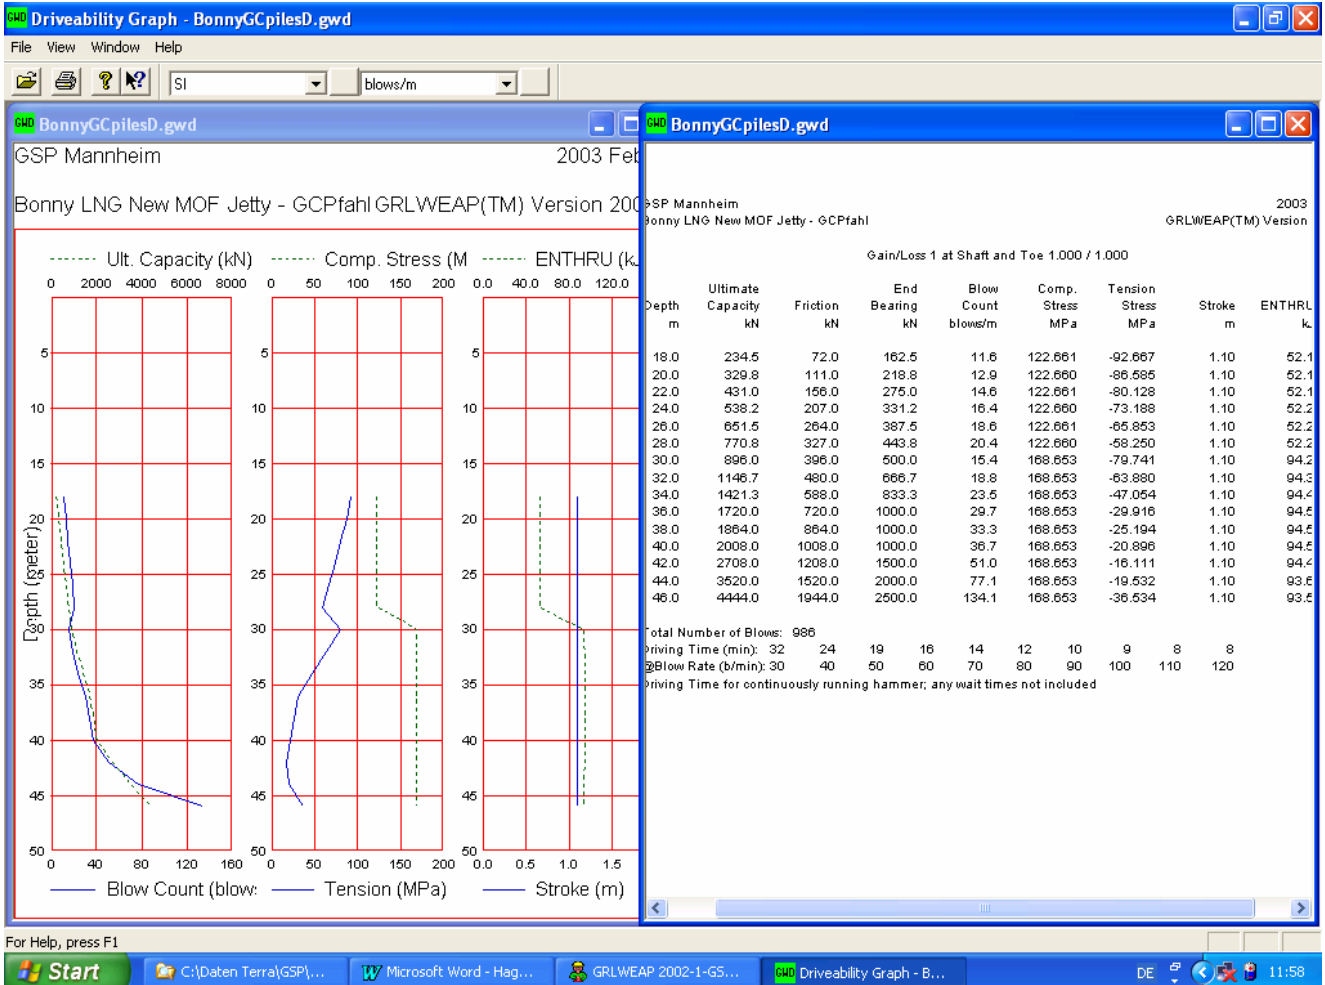 GWD Driveability Graph - BonnyGCpilesD.gwd
File View Window Help
SI blows/m
GWD BonnyGCpilesD.gwd
GSP Mannheim 2003 Feb
Bonny LNG New MOF Jetty - GCPfahl GRLWEAP(TM) Version 200
Ult. Capacity (kN) Comp. Stress (M ENTHRU (k
0 2000 4000 6000 8000 0 50 100 150 200 0.0 40.0 80.0 120.0
5 5 5
10 10 10
15 15 15
20 20 20
25 25 25
30 30 30
35 35 35
40 40 40
45 45 45
50 50 50
Depth (meter)
0 40 80 120 160 0 50 100 150 200 0.0 0.5 1.0 1.5
Blow Count (blow: Tension (MPa) Stroke (m)
GWD BonnyGCpilesD.gwd
GSP Mannheim 2003
Bonny LNG New MOF Jetty - GCPfahl GRLWEAP(TM) Version
Gain/Loss 1 at Shaft and Toe 1.000 / 1.000
Ultimate End Blow Comp. Tension
Depth Capacity Friction Bearing Count Stress Stress Stroke ENTHRU
m kN kN kN blows/m MPa MPa m k
18.0 234.5 72.0 162.5 11.6 122.661 -92.667 1.10 52.1
20.0 329.8 111.0 218.8 12.9 122.660 -86.585 1.10 52.1
22.0 431.0 156.0 275.0 14.6 122.661 -80.128 1.10 52.1
24.0 538.2 207.0 331.2 16.4 122.660 -73.188 1.10 52.2
26.0 651.5 264.0 387.5 18.6 122.661 -65.853 1.10 52.2
28.0 770.8 327.0 443.8 20.4 122.660 -58.250 1.10 52.2
30.0 896.0 396.0 500.0 15.4 168.653 -79.741 1.10 94.2
32.0 1146.7 480.0 666.7 18.8 168.653 -63.880 1.10 94.3
34.0 1421.3 588.0 833.3 23.5 168.653 -47.054 1.10 94.4
36.0 1720.0 720.0 1000.0 29.7 168.653 -29.916 1.10 94.5
38.0 1864.0 864.0 1000.0 33.3 168.653 -25.194 1.10 94.5
40.0 2008.0 1008.0 1000.0 36.7 168.653 -20.896 1.10 94.5
42.0 2708.0 1208.0 1500.0 51.0 168.653 -16.111 1.10 94.4
44.0 3520.0 1520.0 2000.0 77.1 168.653 -19.532 1.10 93.6
46.0 4444.0 1944.0 2500.0 134.1 168.653 -36.534 1.10 93.5
Total Number of Blows: 986
Driving Time (min): 32 24 19 16 14 12 10 9 8 8
@Blow Rate (b/min): 30 40 50 60 70 80 90 100 110 120
Driving Time for continuously running hammer; any wait times not included
For Help, press F1
Start C:\Daten Terra\GSP\... Microsoft Word - Hag... GRLWEAP 2002-1-GS... GWD Driveability Graph - B... DE 11:58